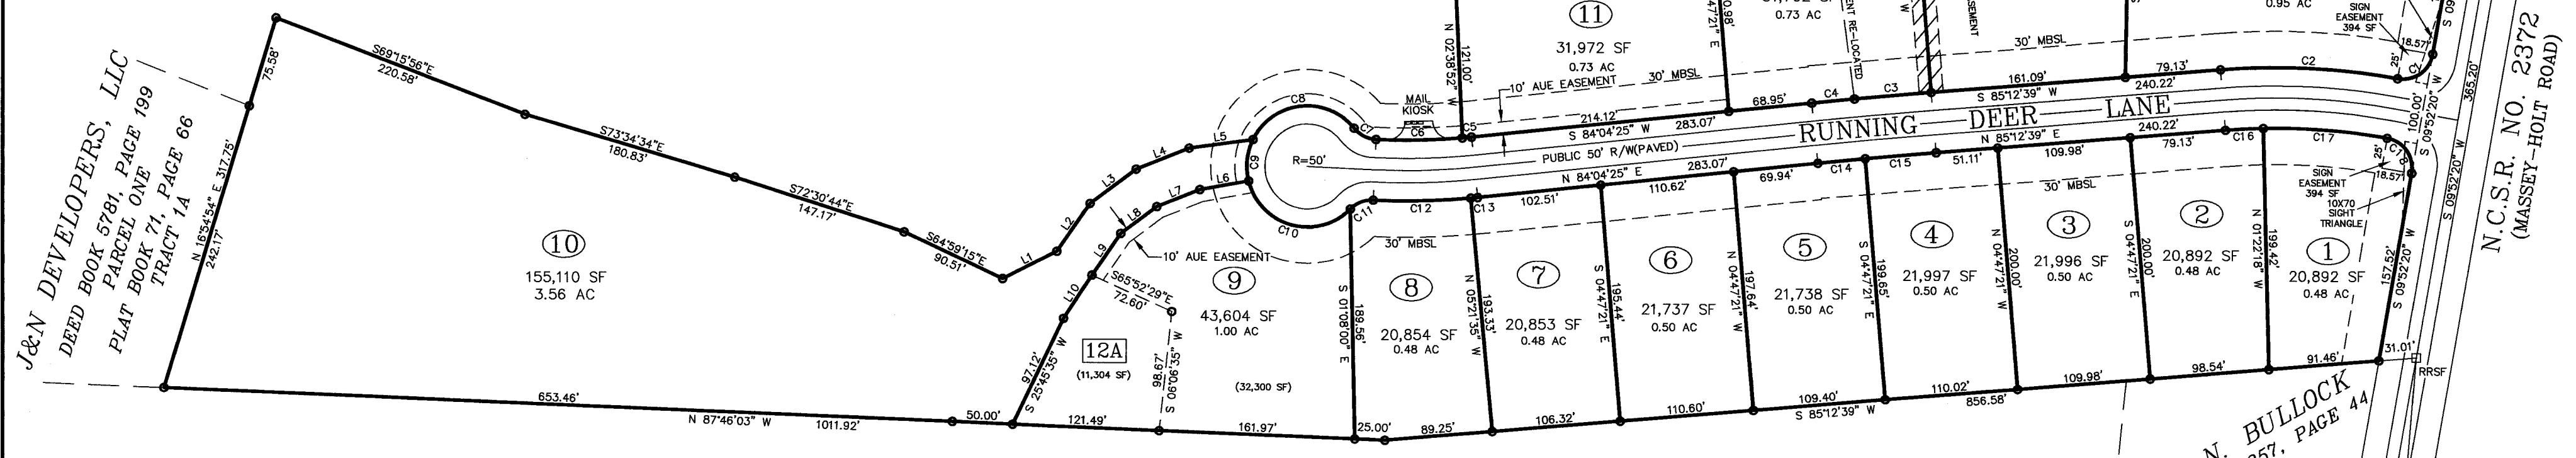 J&N DEVELOPERS, LLC
DEED BOOK 5781, PAGE 199
PARCEL ONE
PLAT BOOK 71, PAGE 66
TRACT 1A
75.58'
N 16°54'54" E 317.75'
242.17'
S69°15'56"E
220.58'
S73°34'34"E
180.83'
S72°30'44"E
147.17'
S64°59'15"E
90.51'
10
155,110 SF
3.56 AC
L1
L2
L3
L4
L5
L6
L7
L8
L9
L10
10' AUE EASEMENT
S65°52'29"E
72.60'
97.12'
S 25°45'35" W
12A
(11,304 SF)
98.67'
S 06°06'35" W
9
43,604 SF
1.00 AC
(32,300 SF)
653.46'
N 87°46'03" W
1011.92'
50.00'
121.49'
161.97'
25.00'
C8
C9
C10
C7
R=50'
C11
MAIL
KIOSK
C6
C5
C12
C13
30' MBSL
N 02°38'52" W
121.00'
11
31,972 SF
0.73 AC
10' AUE EASEMENT
30' MBSL
214.12'
S 84°04'25" W
283.07'
68.95'
C4
C3
0.73 AC
RE-LOCATED
30' MBSL
161.09'
S 85°12'39" W
240.22'
79.13'
C2
0.95 AC
SIGN
EASEMENT
394 SF
18.57'
25'
RUNNING DEER LANE
PUBLIC 50' R/W(PAVED)
N 84°04'25" E
283.07'
102.51'
110.62'
69.94'
C14
C15
51.11'
N 85°12'39" E
109.98'
240.22'
79.13'
C16
C17
C18
25'
18.57'
30' MBSL
SIGN
EASEMENT
394 SF
10X70
SIGHT
TRIANGLE
S 01°08'00" E
189.56'
8
20,854 SF
0.48 AC
N 05°21'35" W
193.33'
7
20,853 SF
0.48 AC
S 04°47'21" E
195.44'
6
21,737 SF
0.50 AC
N 04°47'21" W
197.64'
5
21,738 SF
0.50 AC
S 04°47'21" E
199.65'
4
21,997 SF
0.50 AC
N 04°47'21" W
200.00'
3
21,996 SF
0.50 AC
S 04°47'21" E
200.00'
2
20,892 SF
0.48 AC
N 01°22'18" W
199.42'
1
20,892 SF
0.48 AC
157.52'
S 09°52'20" W
89.25'
106.32'
110.60'
109.40'
S 85°12'39" W
110.02'
856.58'
109.98'
98.54'
91.46'
31.01'
RRSF
100.00'
S 09°52'20" W
365.20'
S 09°52'20" W
N.C.S.R. NO. 2372
(MASSEY-HOLT ROAD)
N. BULLOCK
PAGE 44